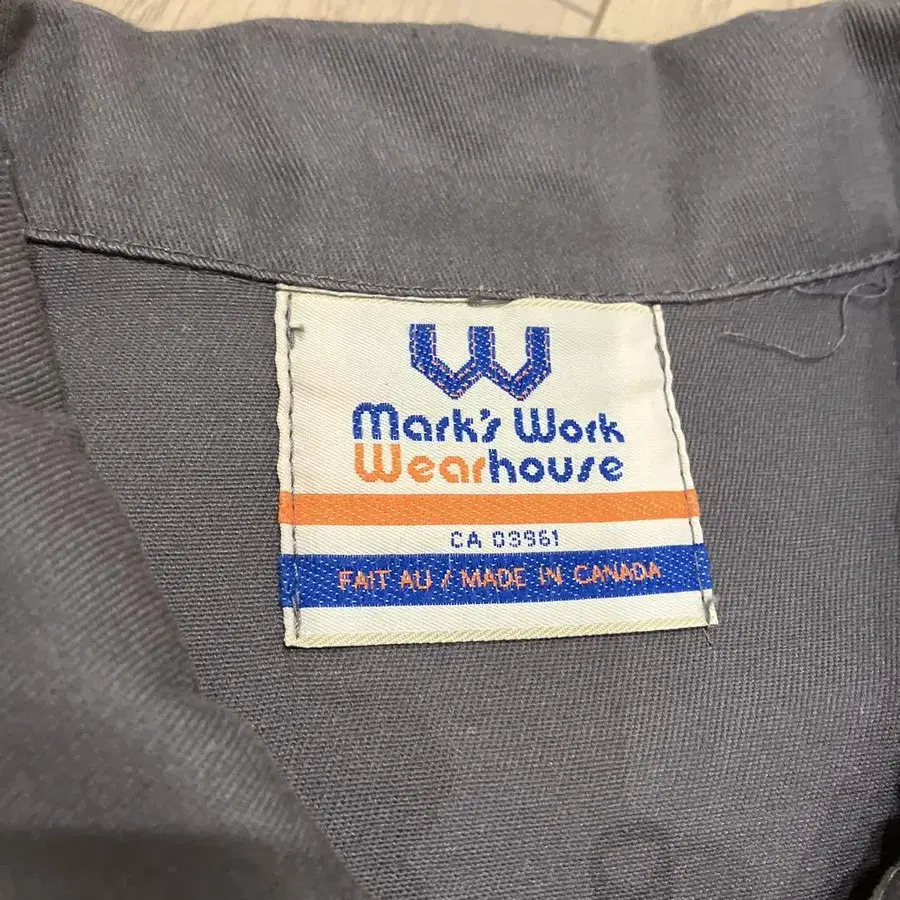 W
Mark's Work
Wearhouse
CA 03961
FAIT AU / MADE IN CANADA